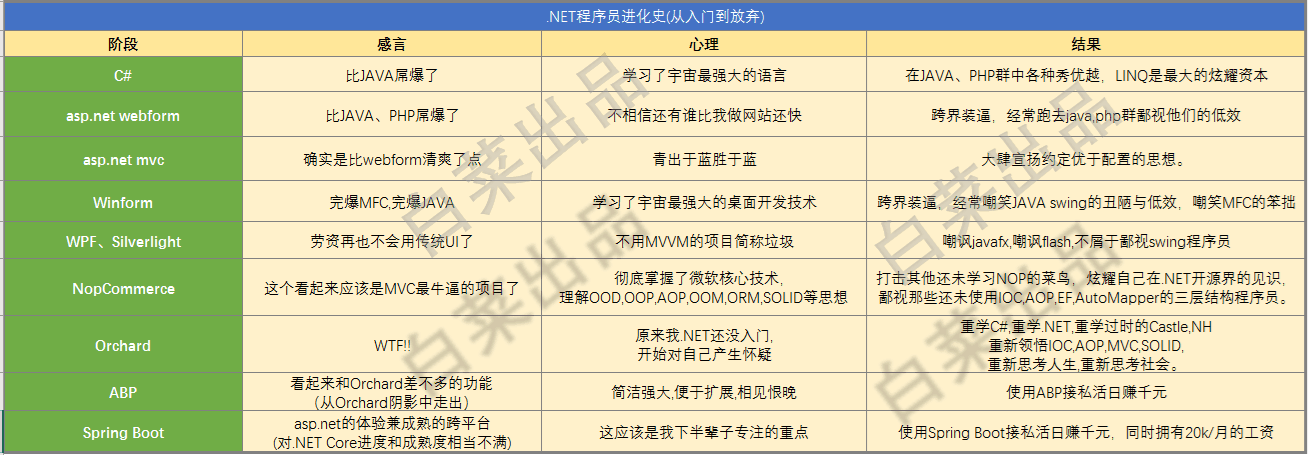 .NET程序员进化史(从入门到放弃)
阶段 感言 心理 结果
C# 比JAVA屌爆了 学习了宇宙最强大的语言 在JAVA、PHP群中各种秀优越，LINQ是最大的炫耀资本
asp.net webform 比JAVA、PHP屌爆了 不相信还有谁比我做网站还快 跨界装逼，经常跑去java,php群鄙视他们的低效
asp.net mvc 确实是比webform清爽了点 青出于蓝胜于蓝 大肆宣扬约定优于配置的思想。
Winform 完爆MFC,完爆JAVA 学习了宇宙最强大的桌面开发技术 跨界装逼，经常嘲笑JAVA swing的丑陋与低效，嘲笑MFC的笨拙
WPF、Silverlight 劳资再也不会用传统UI了 不用MVVM的项目简称垃圾 嘲讽javafx,嘲讽flash,不屑于鄙视swing程序员
NopCommerce 这个看起来应该是MVC最牛逼的项目了 彻底掌握了微软核心技术,
理解OOD,OOP,AOP,OOM,ORM,SOLID等思想
打击其他还未学习NOP的菜鸟，炫耀自己在.NET开源界的见识，
鄙视那些还未使用IOC,AOP,EF,AutoMapper的三层结构程序员。
Orchard WTF!! 原来我.NET还没入门,
开始对自己产生怀疑
重学C#,重学.NET,重学过时的Castle,NH
重新领悟IOC,AOP,MVC,SOLID,
重新思考人生,重新思考社会。
ABP 看起来和Orchard差不多的功能
（从Orchard阴影中走出）
简洁强大,便于扩展,相见恨晚 使用ABP接私活日赚千元
Spring Boot asp.net的体验兼成熟的跨平台
(对.NET Core进度和成熟度相当不满)
这应该是我下半辈子专注的重点 使用Spring Boot接私活日赚千元，同时拥有20k/月的工资
白菜出品
白菜出品
白菜出品
白菜出品